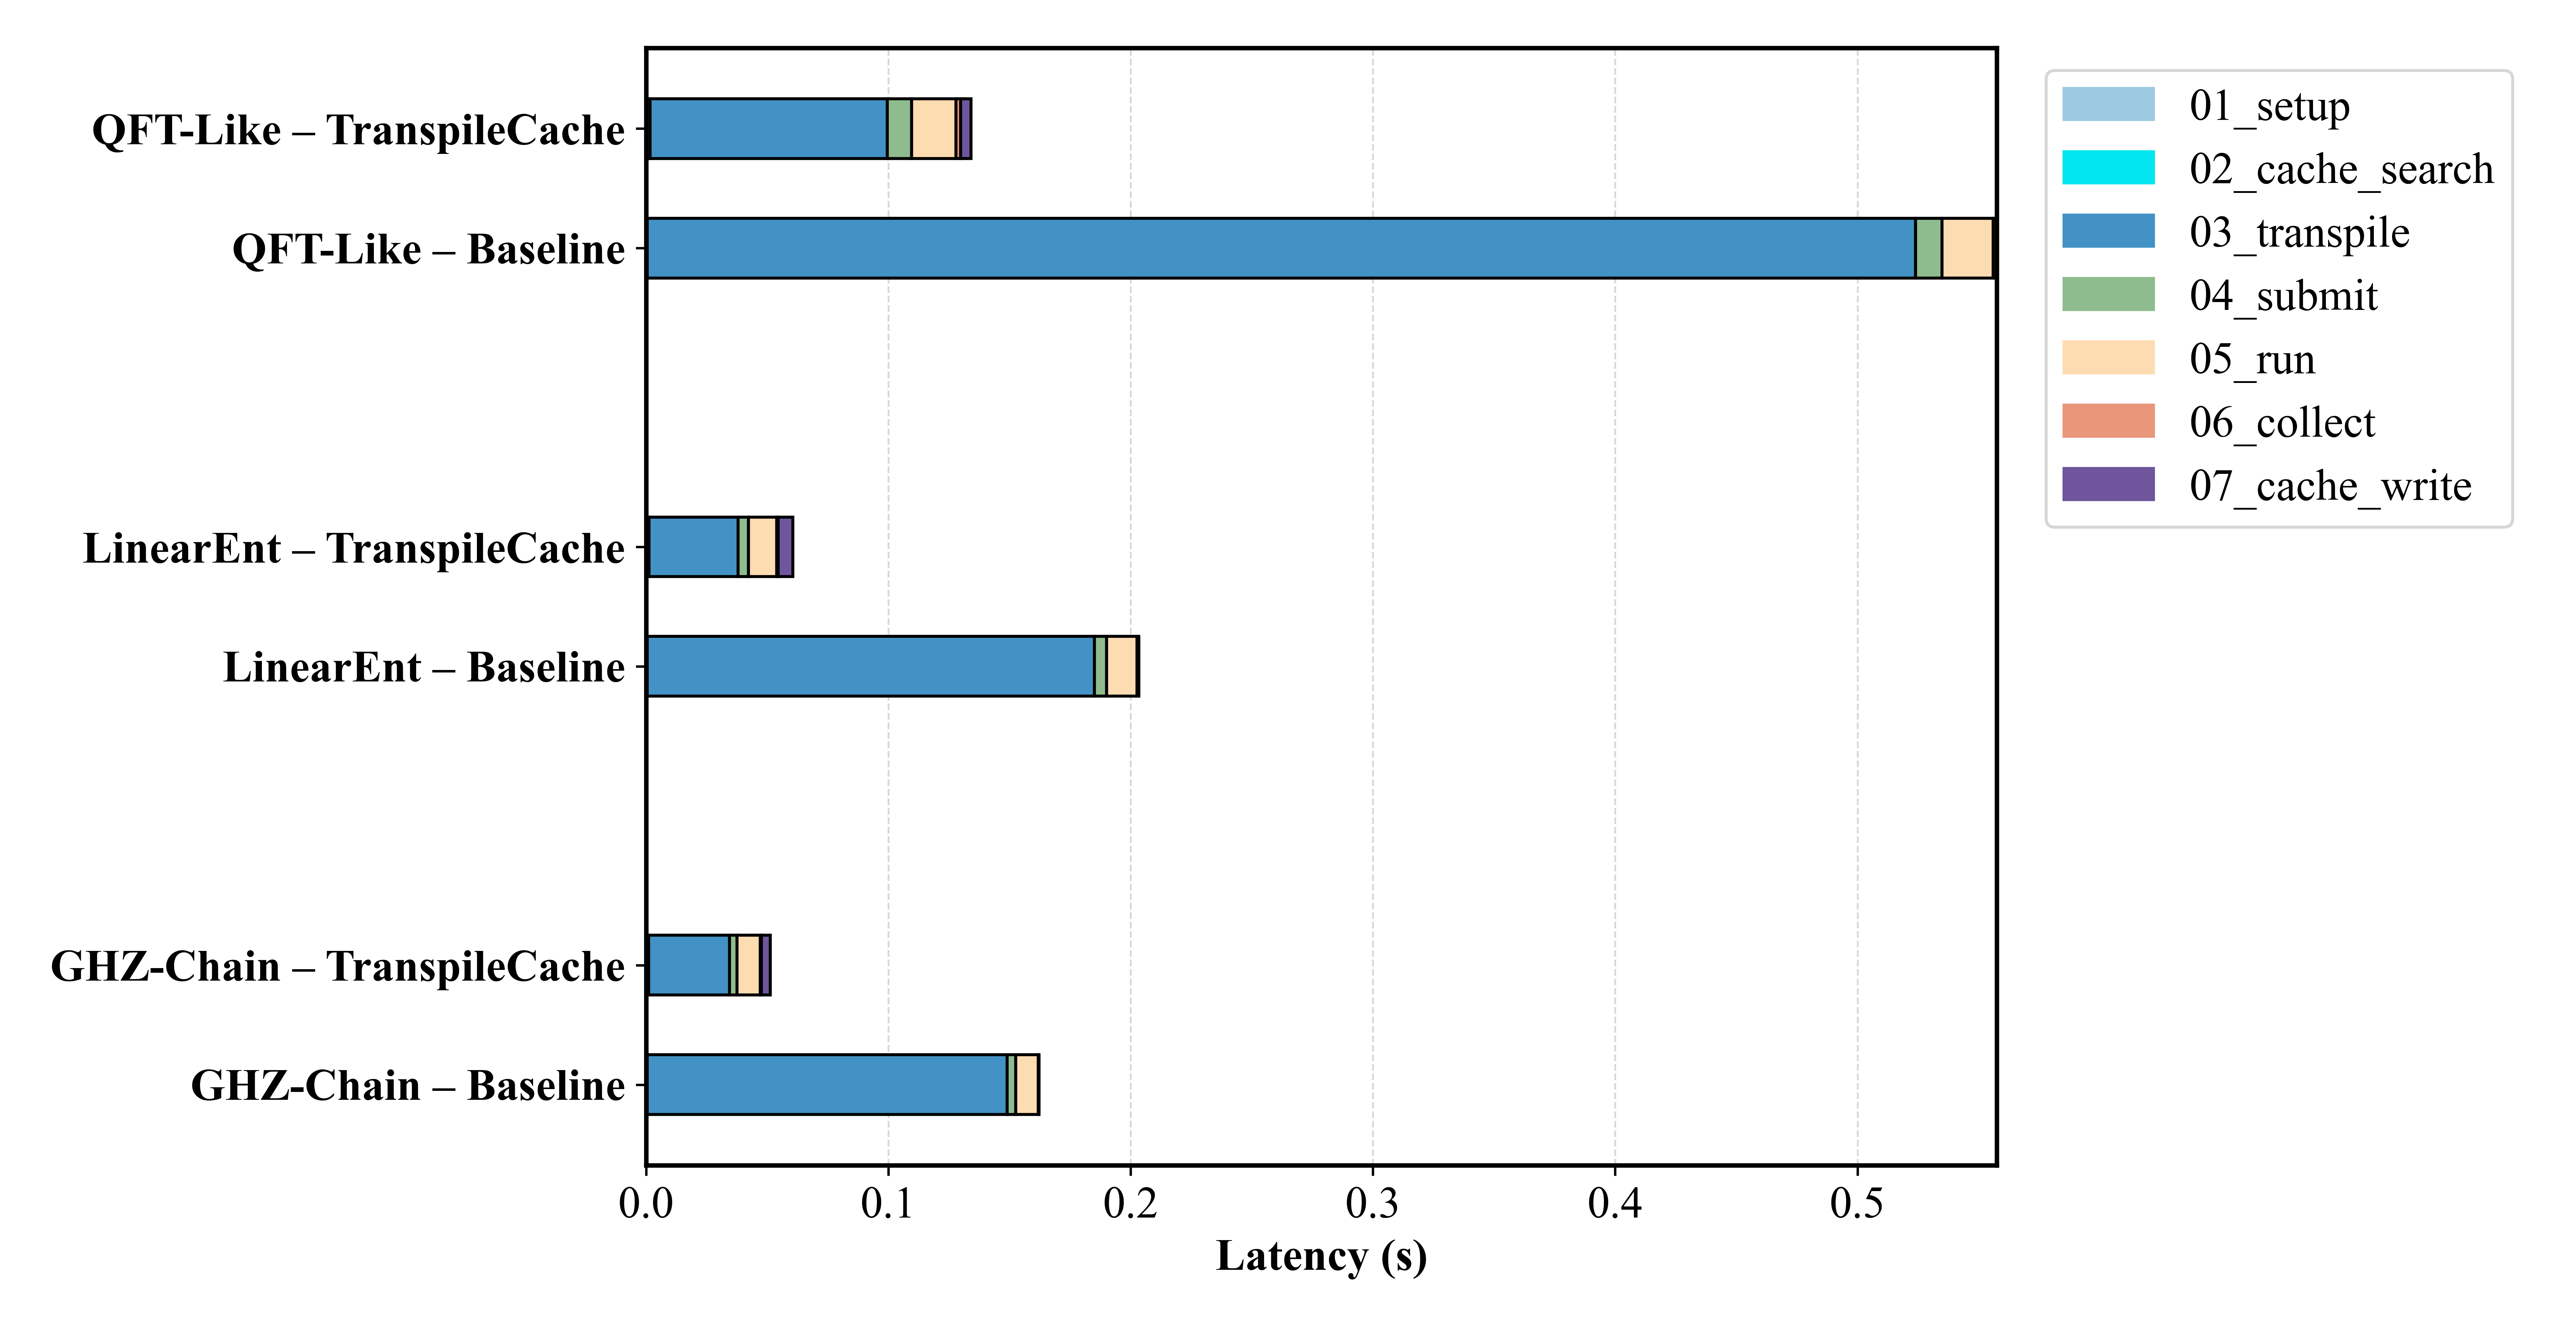 QFT-Like – TranspileCache
QFT-Like – Baseline
LinearEnt – TranspileCache
LinearEnt – Baseline
GHZ-Chain – TranspileCache
GHZ-Chain – Baseline
0.0 0.1 0.2 0.3 0.4 0.5
Latency (s)
01_setup
02_cache_search
03_transpile
04_submit
05_run
06_collect
07_cache_write